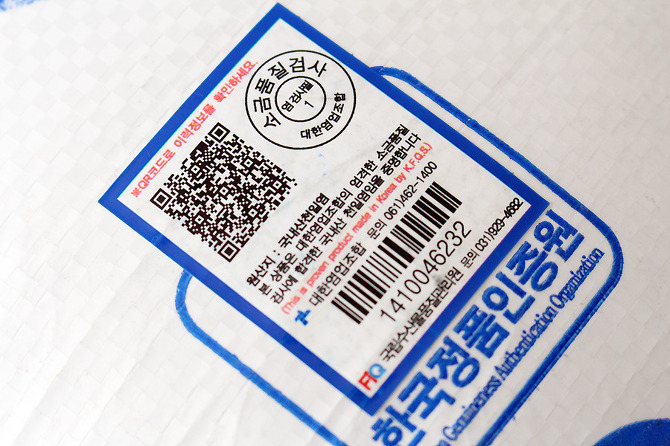 ※QR코드로 이력정보를 확인하세요.
소금품질검사
염 검사필
1
대한염업조합
원산지 : 국내산천일염
본 상품은 대한염업조합의 엄격한 소금품질
검사에 합격한 국내산 천일염임을 증명합니다
(This is proven product made in Korea by K.F.Q.S.)
대한염업조합 문의 061)462-1400
1410046232
FIQ 국립수산물품질관리원 문의 031)929-4682
한국정품인증원
Genuineness Authentication Organization